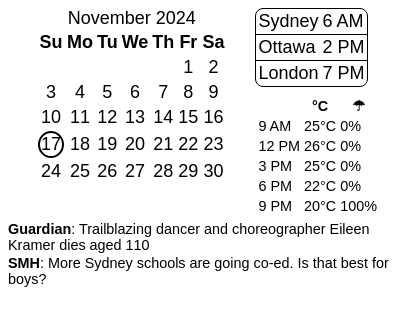 November 2024
Su Mo Tu We Th Fr Sa
1 2
3 4 5 6 7 8 9
10 11 12 13 14 15 16
17 18 19 20 21 22 23
24 25 26 27 28 29 30
Sydney 6 AM
Ottawa 2 PM
London 7 PM
°C ☂
9 AM 25°C 0%
12 PM 26°C 0%
3 PM 25°C 0%
6 PM 22°C 0%
9 PM 20°C 100%
Guardian: Trailblazing dancer and choreographer Eileen
Kramer dies aged 110
SMH: More Sydney schools are going co-ed. Is that best for
boys?